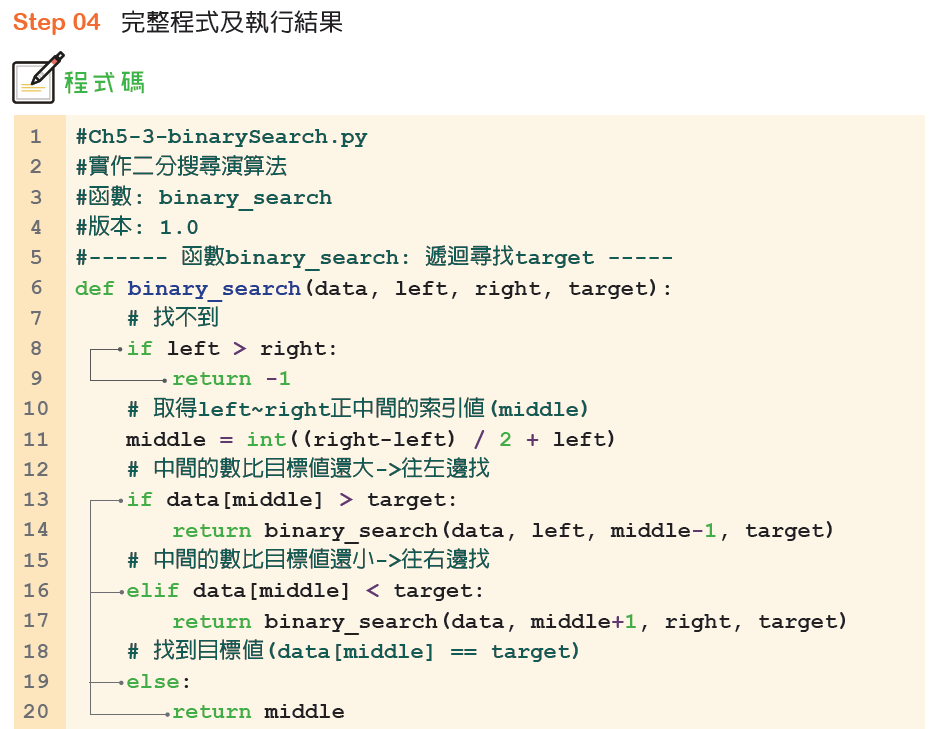 Step 04 完整程式及執行結果
程式碼
1 #Ch5-3-binarySearch.py
2 #實作二分搜尋演算法
3 #函數: binary_search
4 #版本: 1.0
5 #------ 函數binary_search: 遞迴尋找target -----
6 def binary_search(data, left, right, target):
7 # 找不到
8 if left > right:
9 return -1
10 # 取得left~right正中間的索引值(middle)
11 middle = int((right-left) / 2 + left)
12 # 中間的數比目標值還大->往左邊找
13 if data[middle] > target:
14 return binary_search(data, left, middle-1, target)
15 # 中間的數比目標值還小->往右邊找
16 elif data[middle] < target:
17 return binary_search(data, middle+1, right, target)
18 # 找到目標值(data[middle] == target)
19 else:
20 return middle